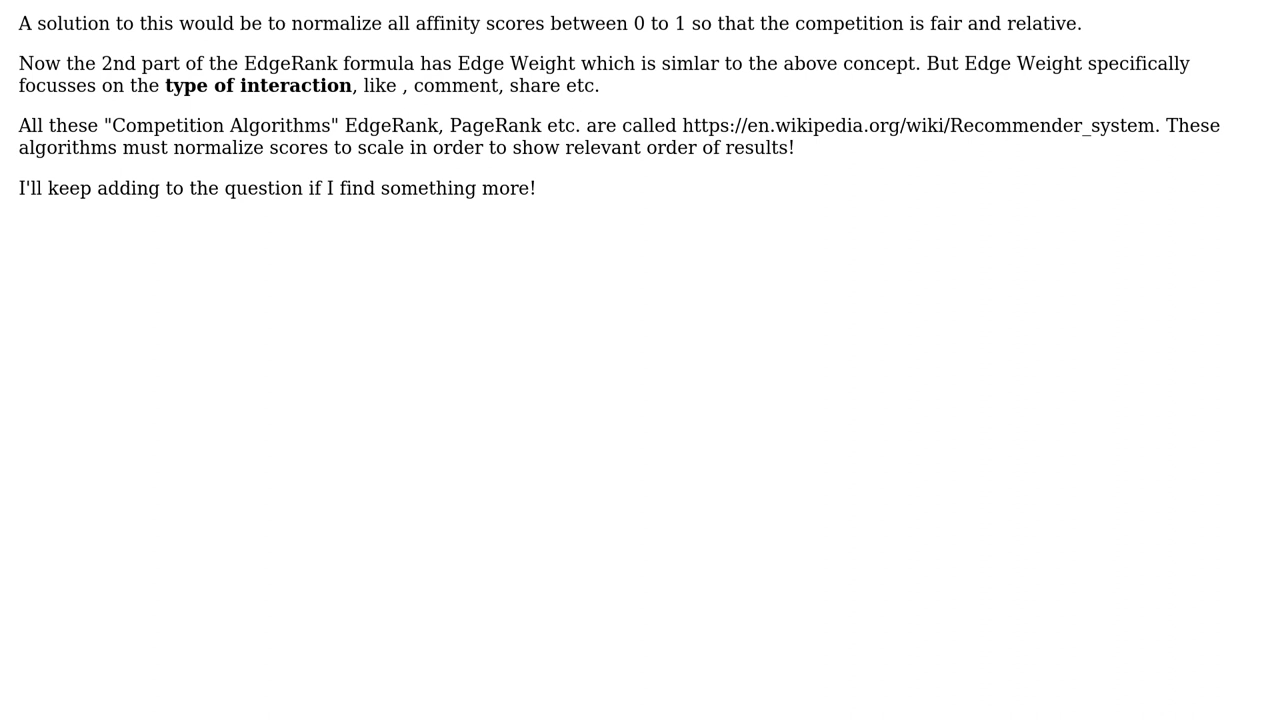 A solution to this would be to normalize all affinity scores between 0 to 1 so that the competition is fair and relative.
Now the 2nd part of the EdgeRank formula has Edge Weight which is simlar to the above concept. But Edge Weight specifically
focusses on the type of interaction, like , comment, share etc.
All these "Competition Algorithms" EdgeRank, PageRank etc. are called https://en.wikipedia.org/wiki/Recommender_system. These
algorithms must normalize scores to scale in order to show relevant order of results!
I'll keep adding to the question if I find something more!